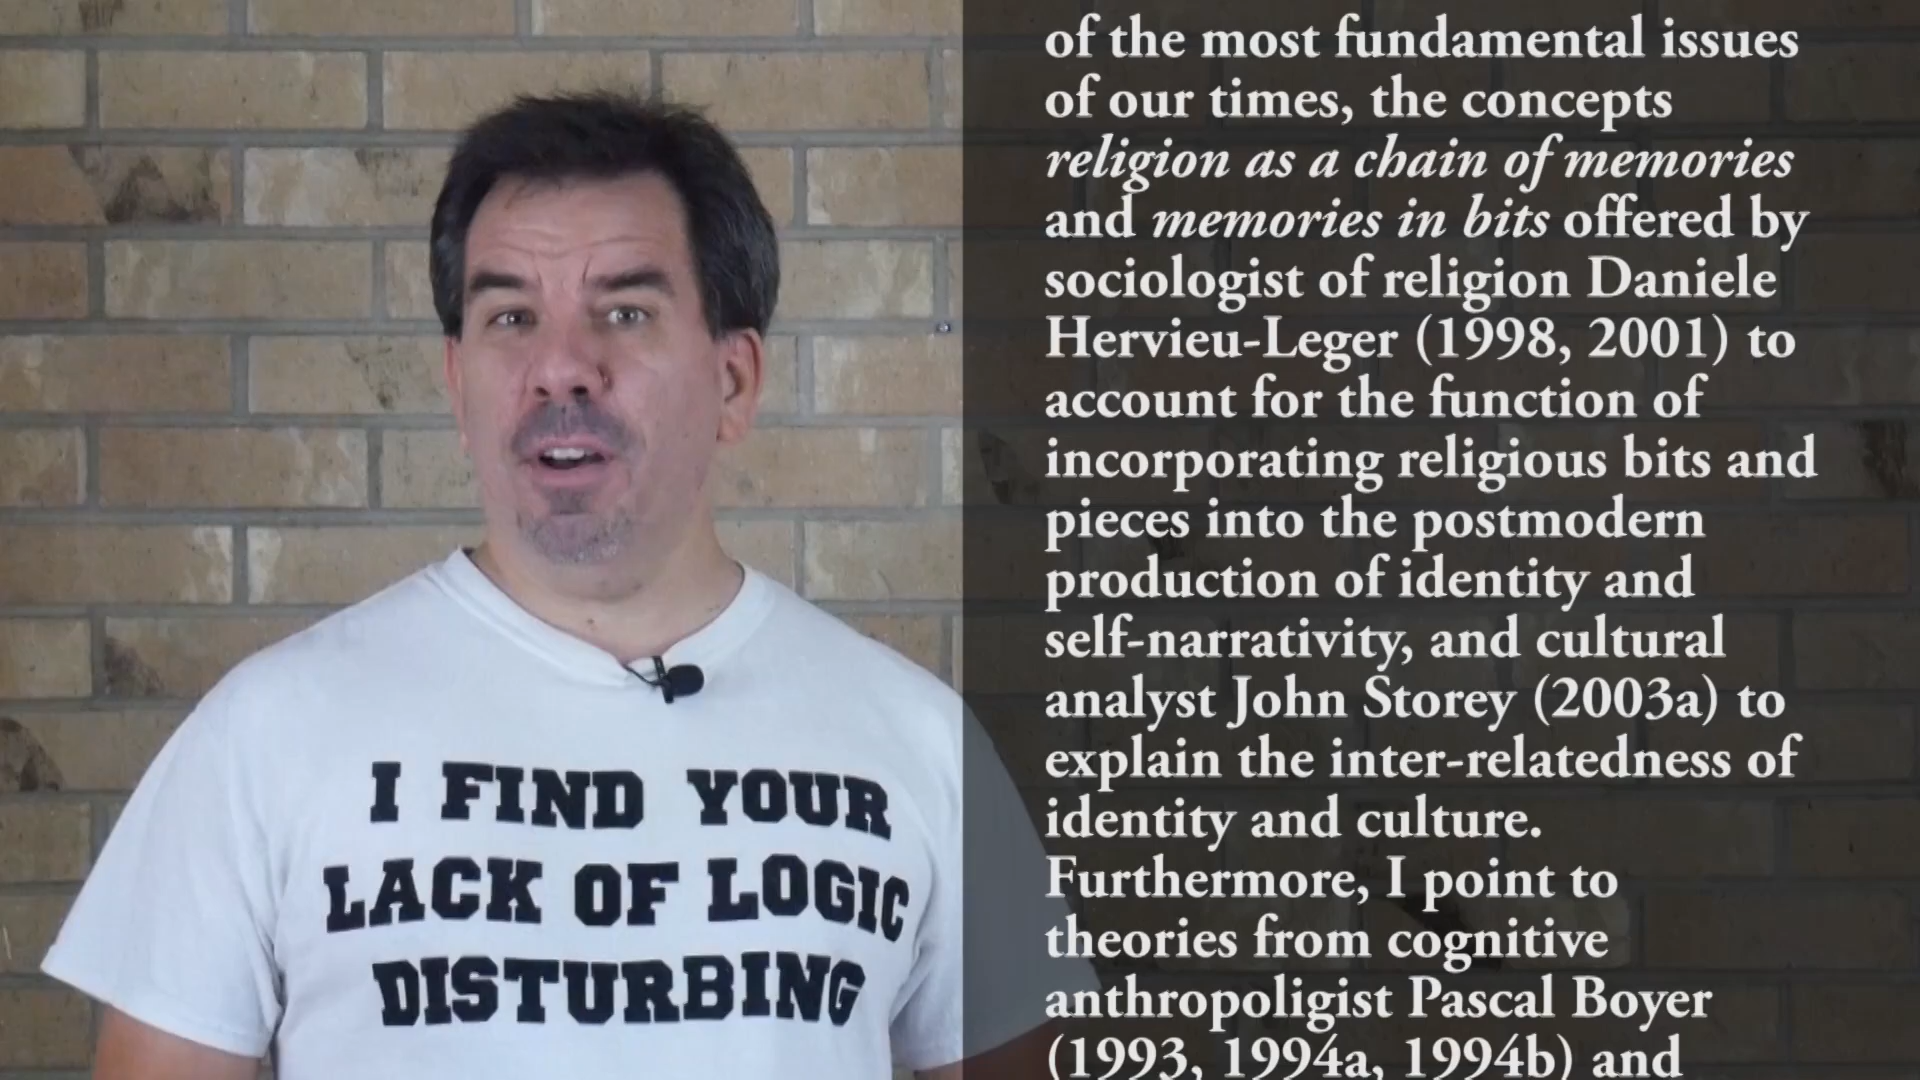 I FIND YOUR
LACK OF LOGIC
DISTURBING
of the most fundamental issues
of our times, the concepts
religion as a chain of memories
and memories in bits offered by
sociologist of religion Daniele
Hervieu-Leger (1998, 2001) to
account for the function of
incorporating religious bits and
pieces into the postmodern
production of identity and
self-narrativity, and cultural
analyst John Storey (2003a) to
explain the inter-relatedness of
identity and culture.
Furthermore, I point to
theories from cognitive
anthropoligist Pascal Boyer
(1993, 1994a, 1994b) and